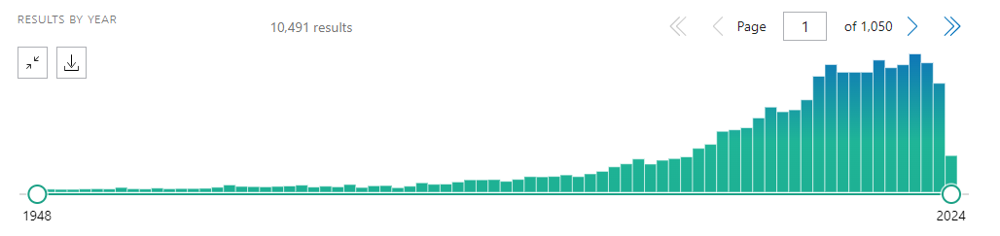 RESULTS BY YEAR
10,491 results
Page 1 of 1,050
1948
2024